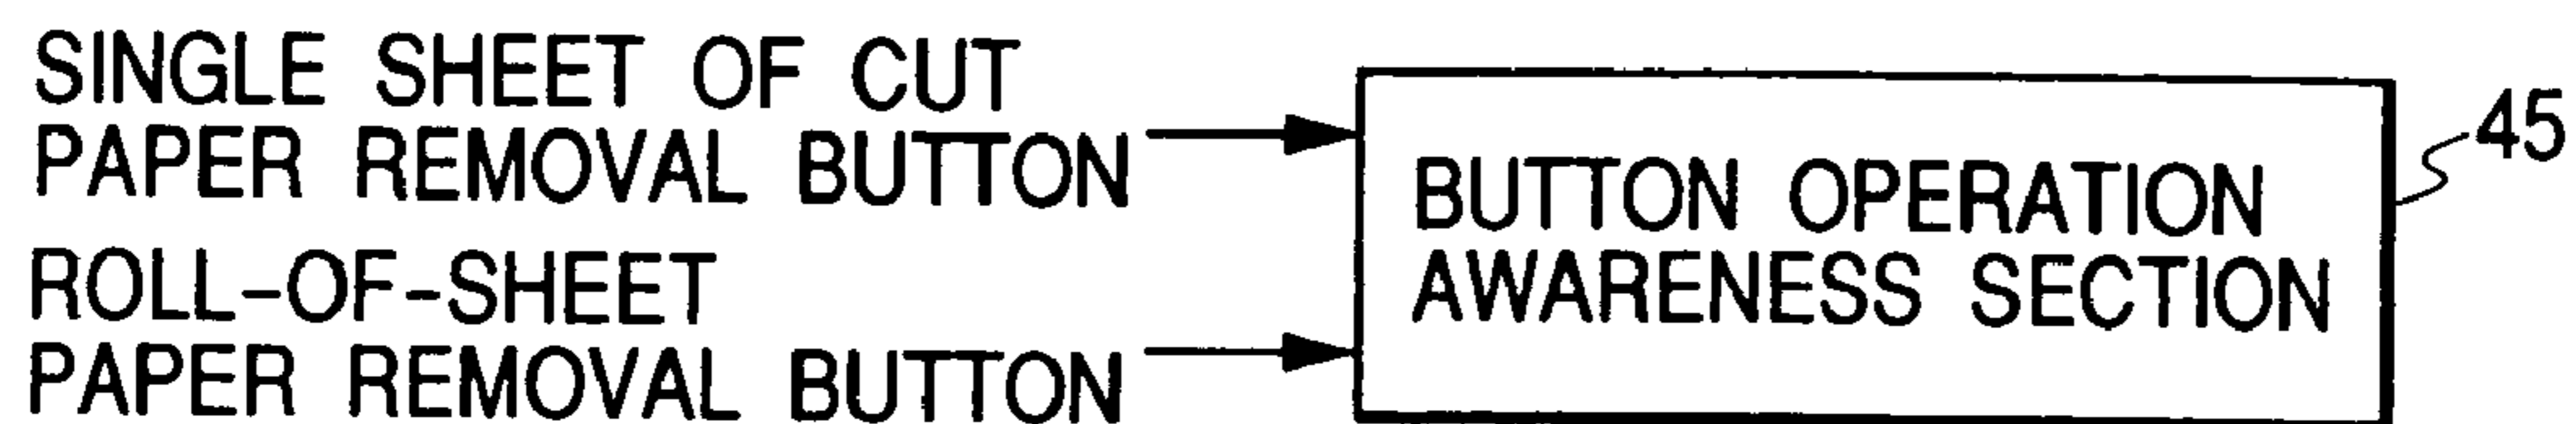 SINGLE SHEET OF CUT
PAPER REMOVAL BUTTON
ROLL-OF-SHEET
PAPER REMOVAL BUTTON
BUTTON OPERATION
AWARENESS SECTION
45